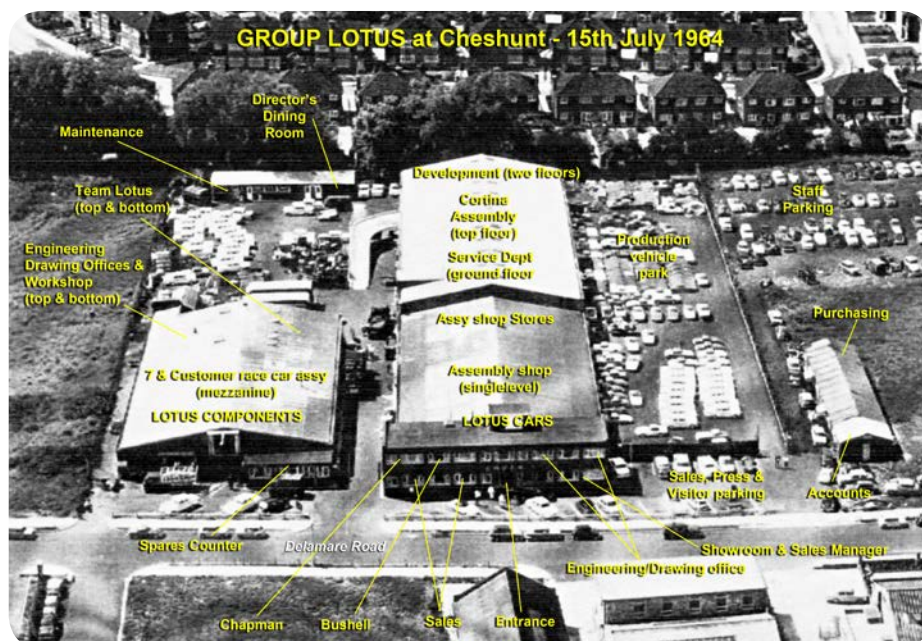 GROUP LOTUS at Cheshunt - 15th July 1964
Director's
Dining
Room
Maintenance
Team Lotus
(top & bottom)
Engineering
Drawing Offices &
Workshop
(top & bottom)
Development (two floors)
Cortina
Assembly
(top floor)
Service Dept
(ground floor
Staff
Parking
Production
vehicle
park
Purchasing
Assy shop Stores
Assembly shop
(singlelevel)
7 & Customer race car assy
(mezzanine)
LOTUS COMPONENTS
LOTUS CARS
Sales, Press &
Visitor parking
Accounts
Spares Counter
Delamare Road
Showroom & Sales Manager
Engineering/Drawing office
Chapman
Bushell
Sales
Entrance